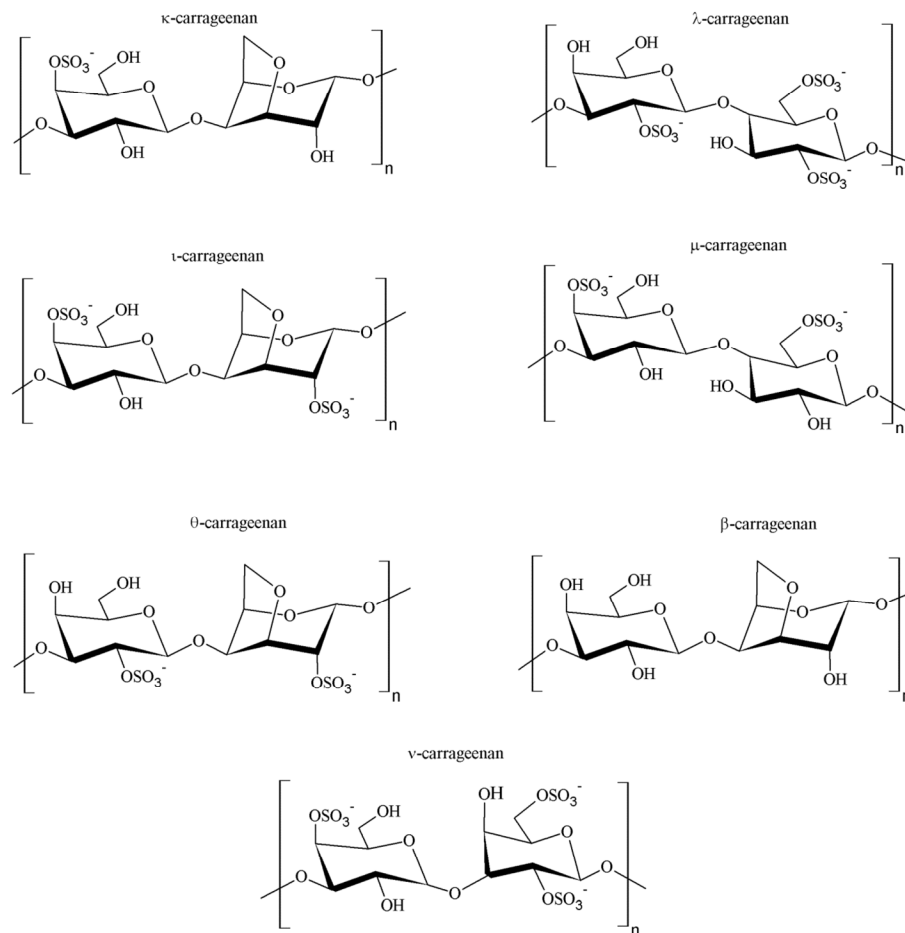 κ-carrageenan
OSO₃⁻ OH
O O O O
O O
OH OH
n
λ-carrageenan
OH OH OSO₃⁻
O O O
O OSO₃⁻ HO O
OSO₃⁻
n
ι-carrageenan
OSO₃⁻ OH
O O O O
O O
OH OSO₃⁻
n
μ-carrageenan
OSO₃⁻ OH OSO₃⁻
O O O
O OH HO O
OH
n
θ-carrageenan
OH OH
O O O O
O O
OSO₃⁻ OSO₃⁻
n
β-carrageenan
OH OH
O O O O
O O
OH OH
n
ν-carrageenan
OSO₃⁻ OH OH OSO₃⁻
O O
O O O
OH OSO₃⁻
n